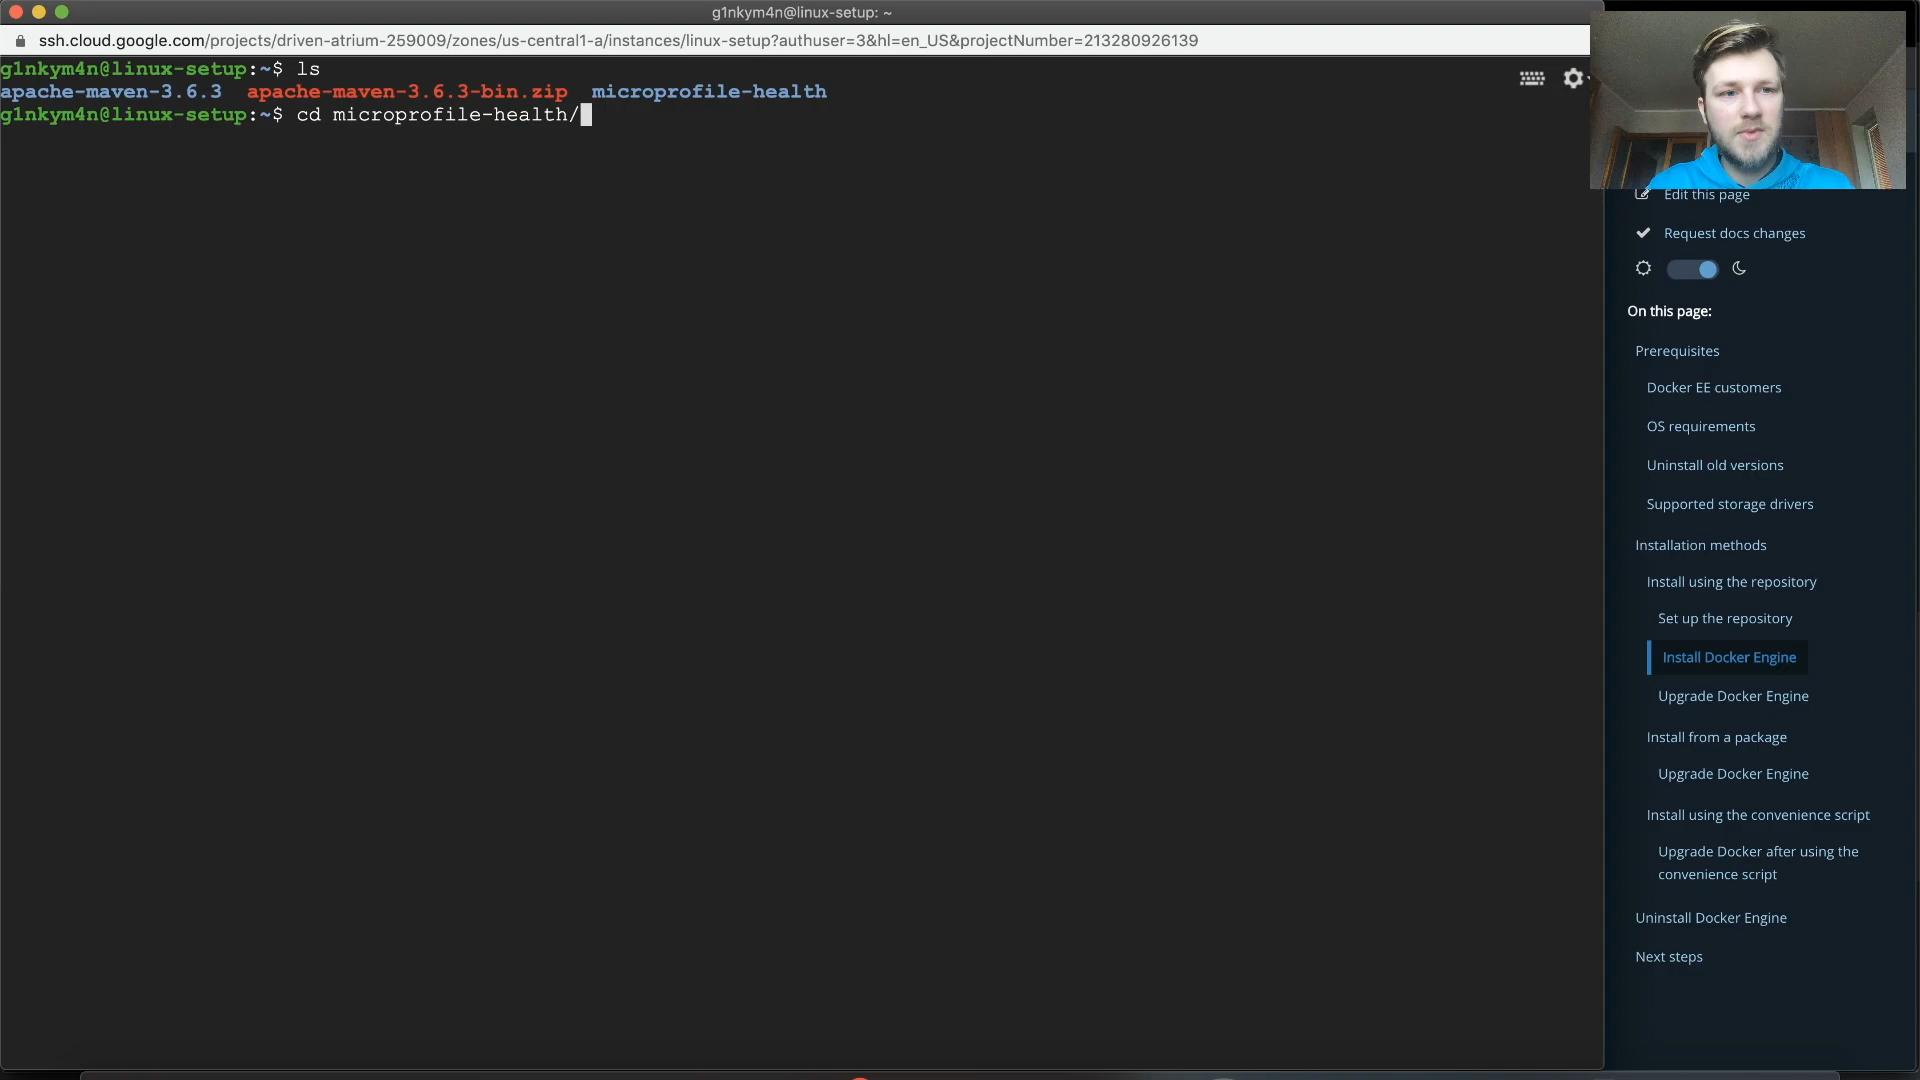 g1nkym4n@linux-setup: ~
ssh.cloud.google.com/projects/driven-atrium-259009/zones/us-central1-a/instances/linux-setup?authuser=3&hl=en_US&projectNumber=213280926139
g1nkym4n@linux-setup:~$ ls
apache-maven-3.6.3 apache-maven-3.6.3-bin.zip microprofile-health
g1nkym4n@linux-setup:~$ cd microprofile-health/
Edit this page
Request docs changes
On this page:
Prerequisites
Docker EE customers
OS requirements
Uninstall old versions
Supported storage drivers
Installation methods
Install using the repository
Set up the repository
Install Docker Engine
Upgrade Docker Engine
Install from a package
Upgrade Docker Engine
Install using the convenience script
Upgrade Docker after using the
convenience script
Uninstall Docker Engine
Next steps